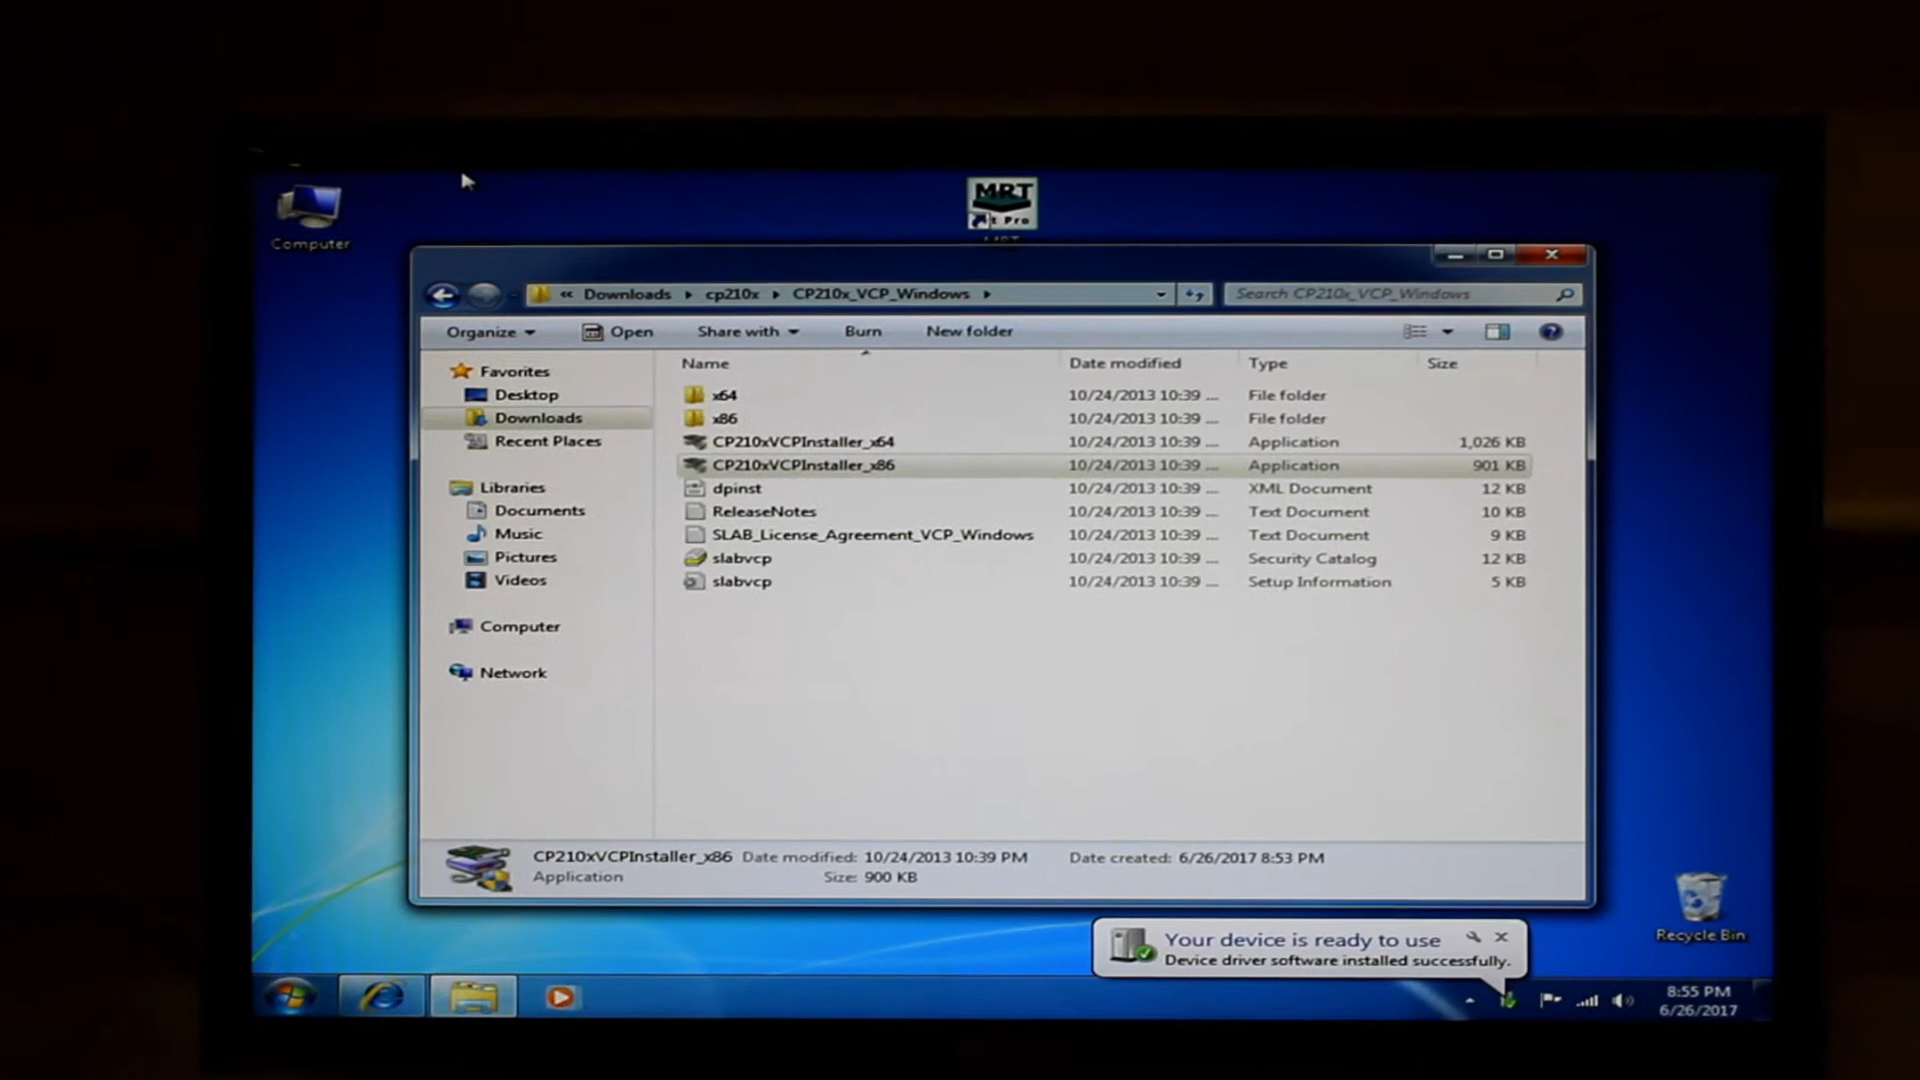 Computer
MRT
t Pro
« Downloads ▸ cp210x ▸ CP210x_VCP_Windows ▸
Search CP210x_VCP_Windows
Organize Open Share with Burn New folder
Name Date modified Type Size
Favorites
Desktop
Downloads
Recent Places
Libraries
Documents
Music
Pictures
Videos
Computer
Network
x64 10/24/2013 10:39 ... File folder
x86 10/24/2013 10:39 ... File folder
CP210xVCPInstaller_x64 10/24/2013 10:39 ... Application 1,026 KB
CP210xVCPInstaller_x86 10/24/2013 10:39 ... Application 901 KB
dpinst 10/24/2013 10:39 ... XML Document 12 KB
ReleaseNotes 10/24/2013 10:39 ... Text Document 10 KB
SLAB_License_Agreement_VCP_Windows 10/24/2013 10:39 ... Text Document 9 KB
slabvcp 10/24/2013 10:39 ... Security Catalog 12 KB
slabvcp 10/24/2013 10:39 ... Setup Information 5 KB
CP210xVCPInstaller_x86 Date modified: 10/24/2013 10:39 PM Date created: 6/26/2017 8:53 PM
Application Size: 900 KB
Recycle Bin
Your device is ready to use
Device driver software installed successfully.
8:55 PM
6/26/2017